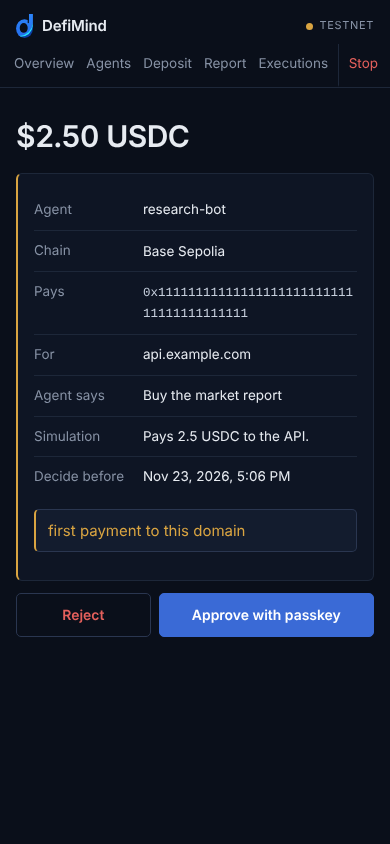 DefiMind
TESTNET
Overview Agents Deposit Report Executions Stop
$2.50 USDC
Agent research-bot
Chain Base Sepolia
Pays 0x11111111111111111111111111
11111111111111
For api.example.com
Agent says Buy the market report
Simulation Pays 2.5 USDC to the API.
Decide before Nov 23, 2026, 5:06 PM
first payment to this domain
Reject Approve with passkey